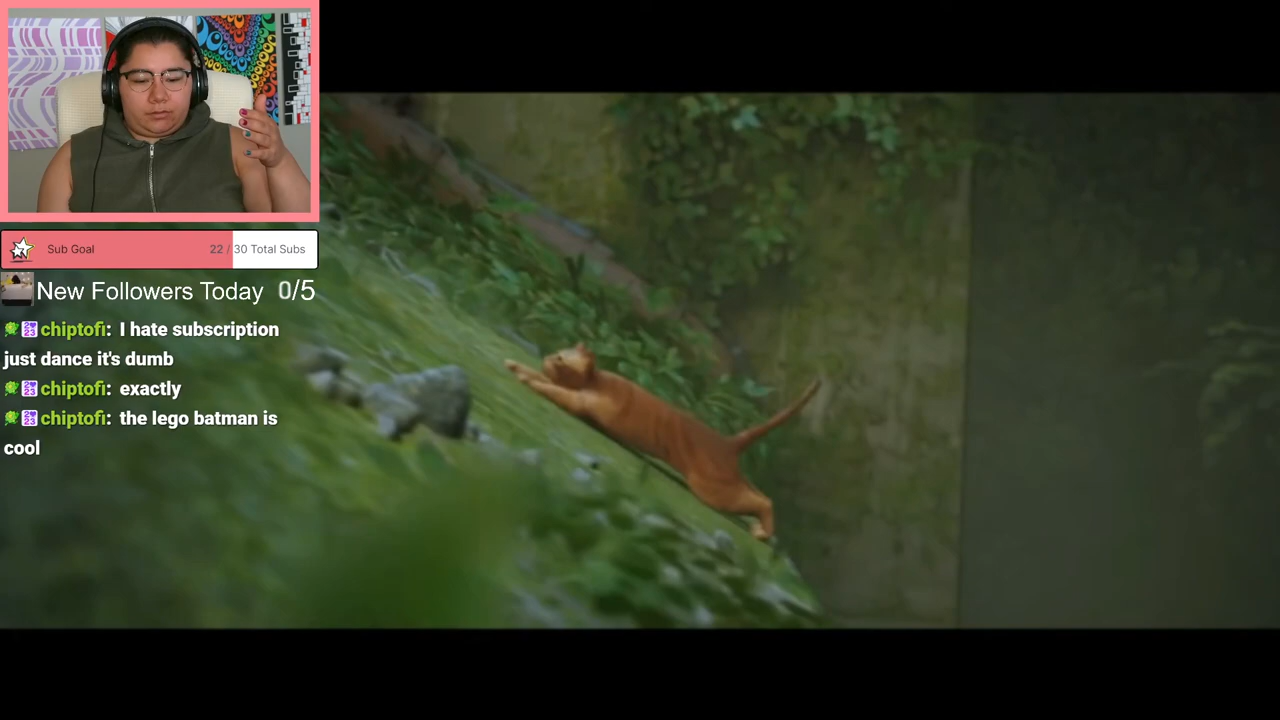 Sub Goal 22 / 30 Total Subs
New Followers Today 0/5
chiptofi: I hate subscription
just dance it's dumb
chiptofi: exactly
chiptofi: the lego batman is
cool